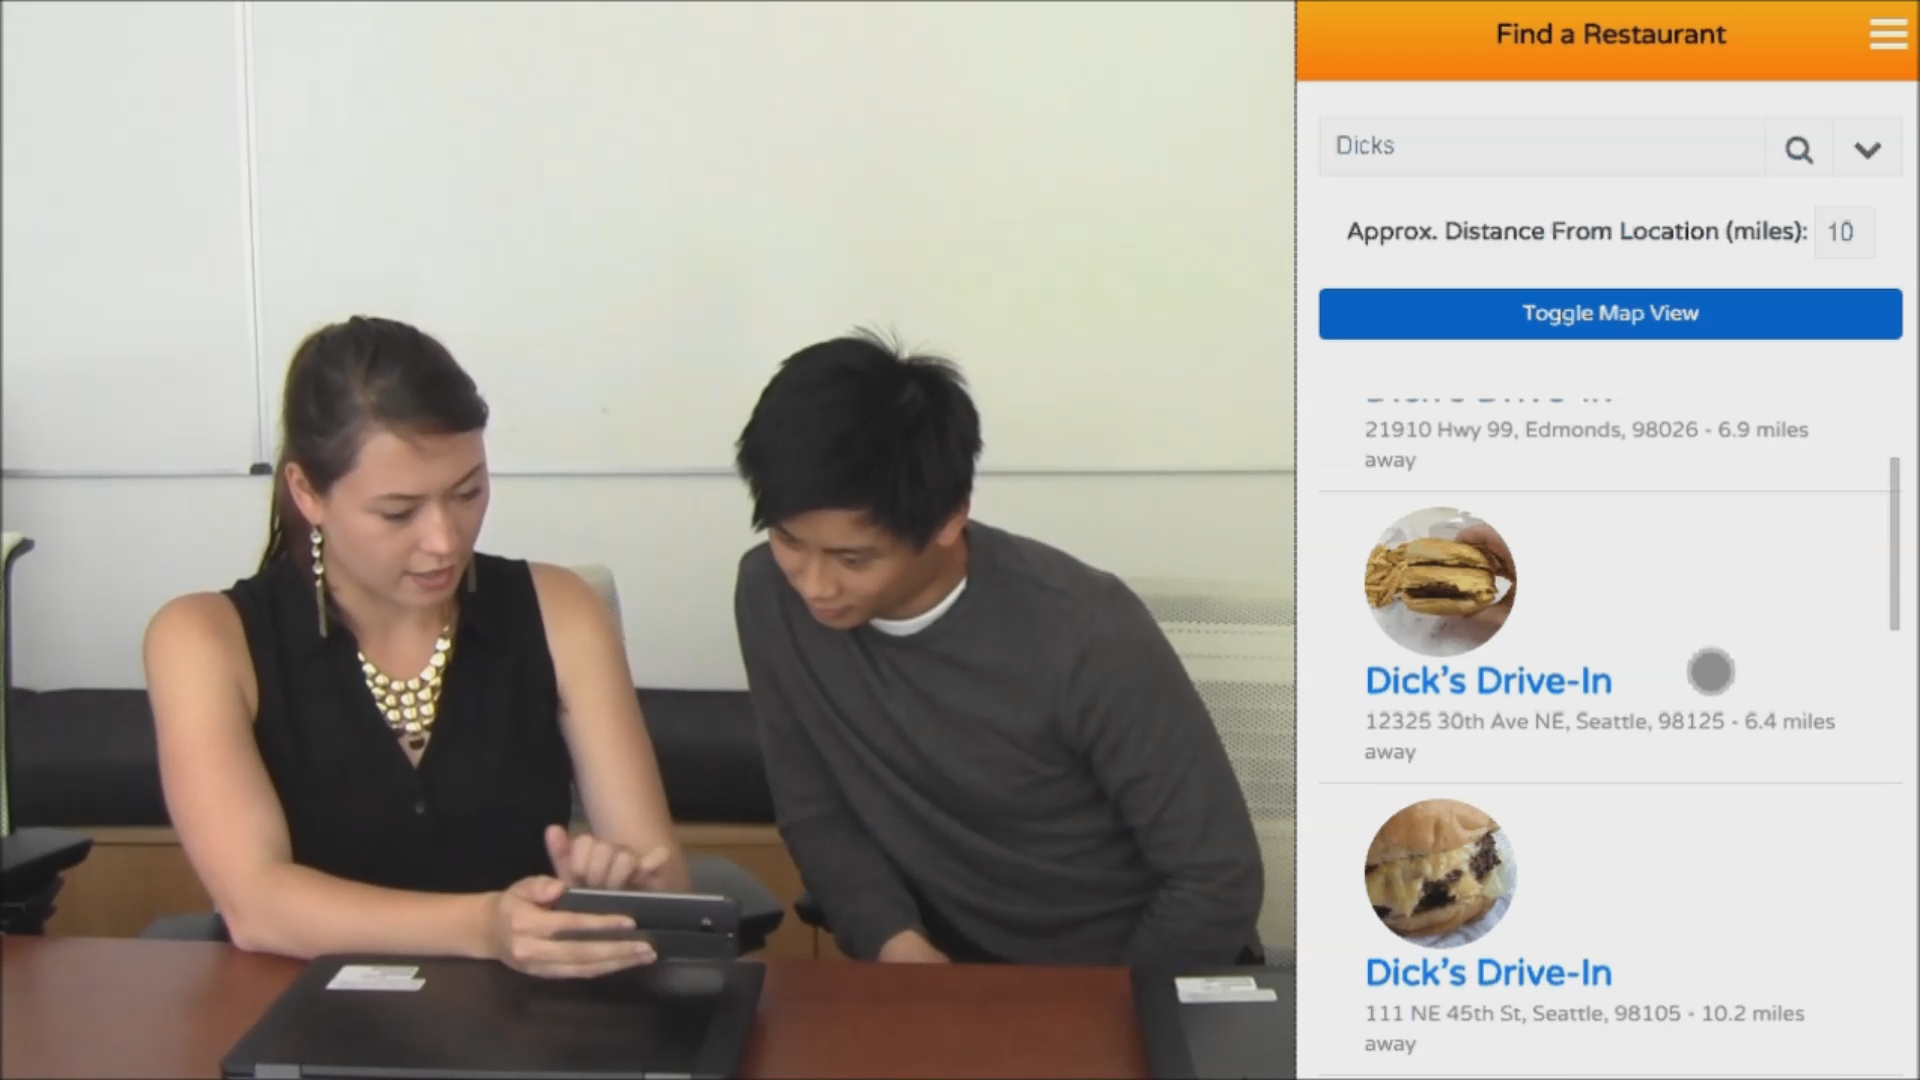 Find a Restaurant
Dicks
Approx. Distance From Location (miles): 10
Toggle Map View
21910 Hwy 99, Edmonds, 98026 - 6.9 miles
away
Dick's Drive-In
12325 30th Ave NE, Seattle, 98125 - 6.4 miles
away
Dick's Drive-In
111 NE 45th St, Seattle, 98105 - 10.2 miles
away